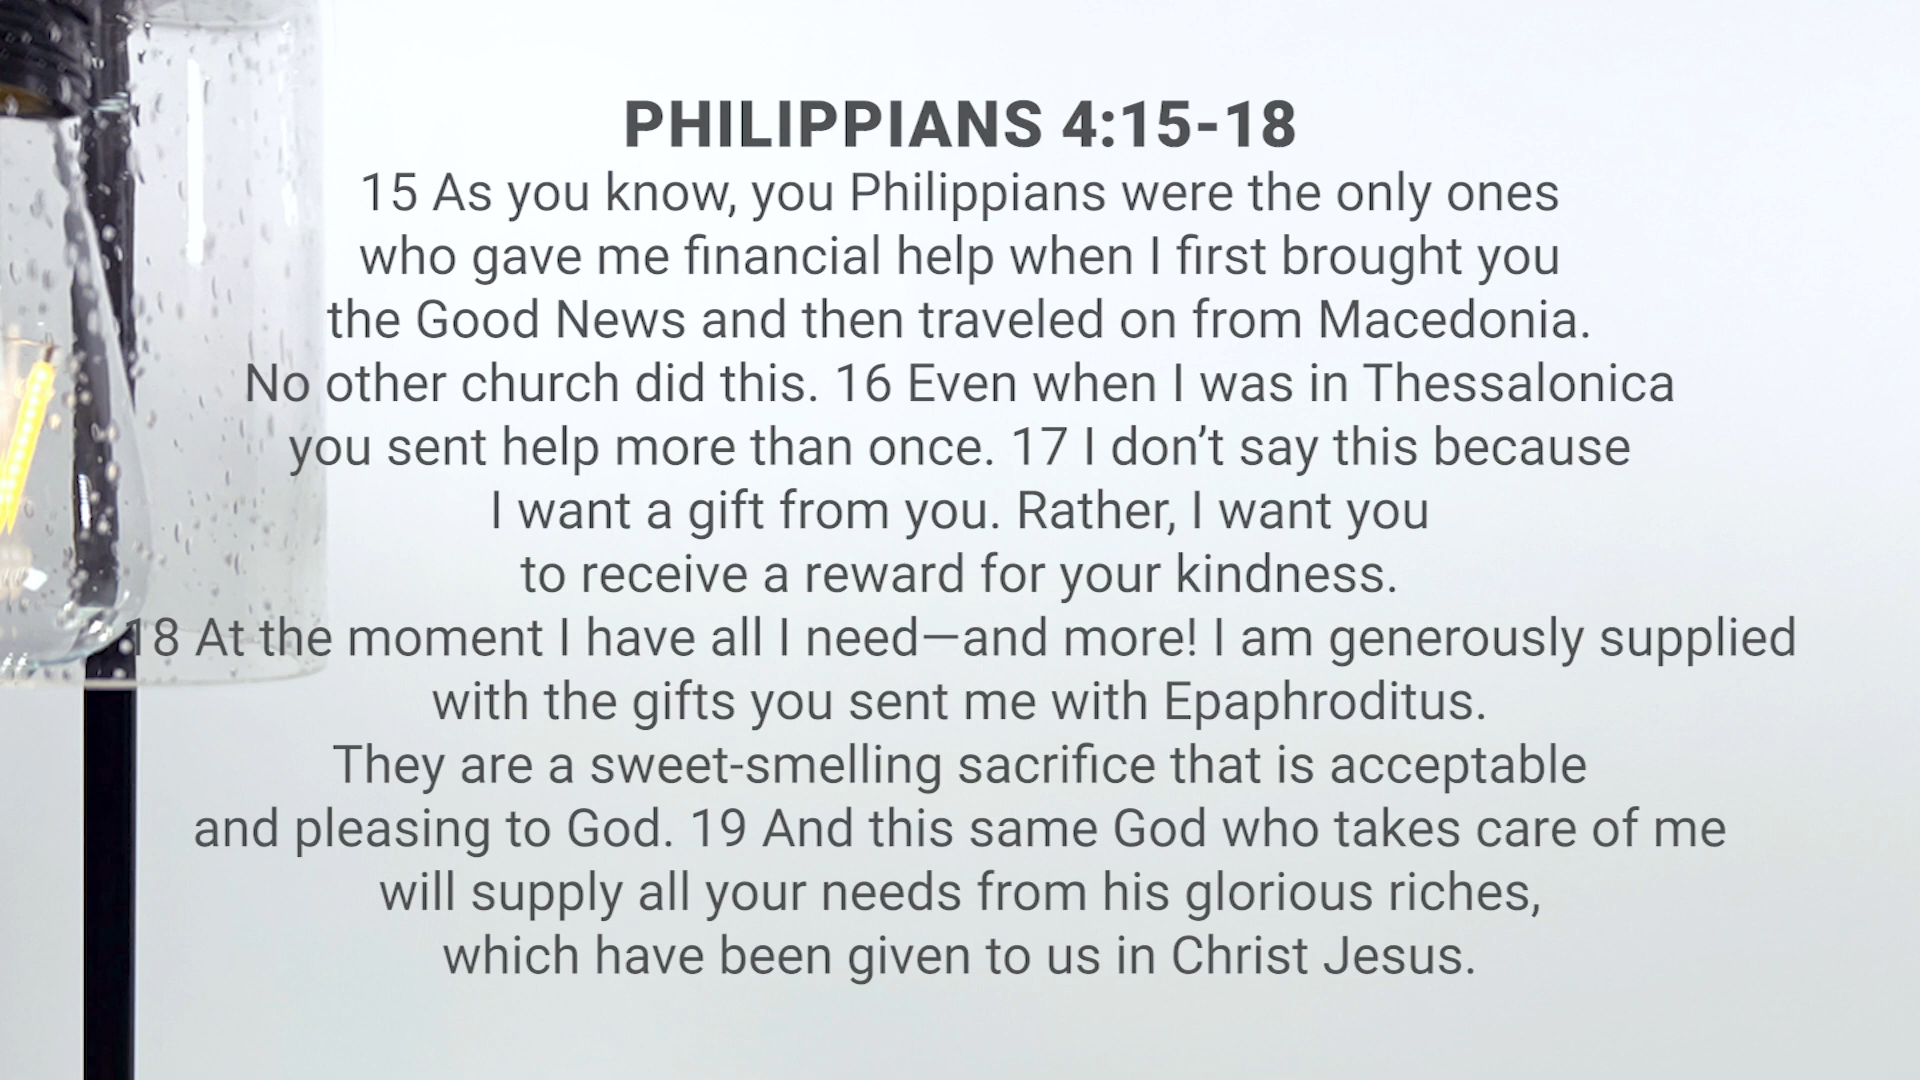 PHILIPPIANS 4:15-18
15 As you know, you Philippians were the only ones
who gave me financial help when I first brought you
the Good News and then traveled on from Macedonia.
No other church did this. 16 Even when I was in Thessalonica
you sent help more than once. 17 I don’t say this because
I want a gift from you. Rather, I want you
to receive a reward for your kindness.
18 At the moment I have all I need—and more! I am generously supplied
with the gifts you sent me with Epaphroditus.
They are a sweet-smelling sacrifice that is acceptable
and pleasing to God. 19 And this same God who takes care of me
will supply all your needs from his glorious riches,
which have been given to us in Christ Jesus.